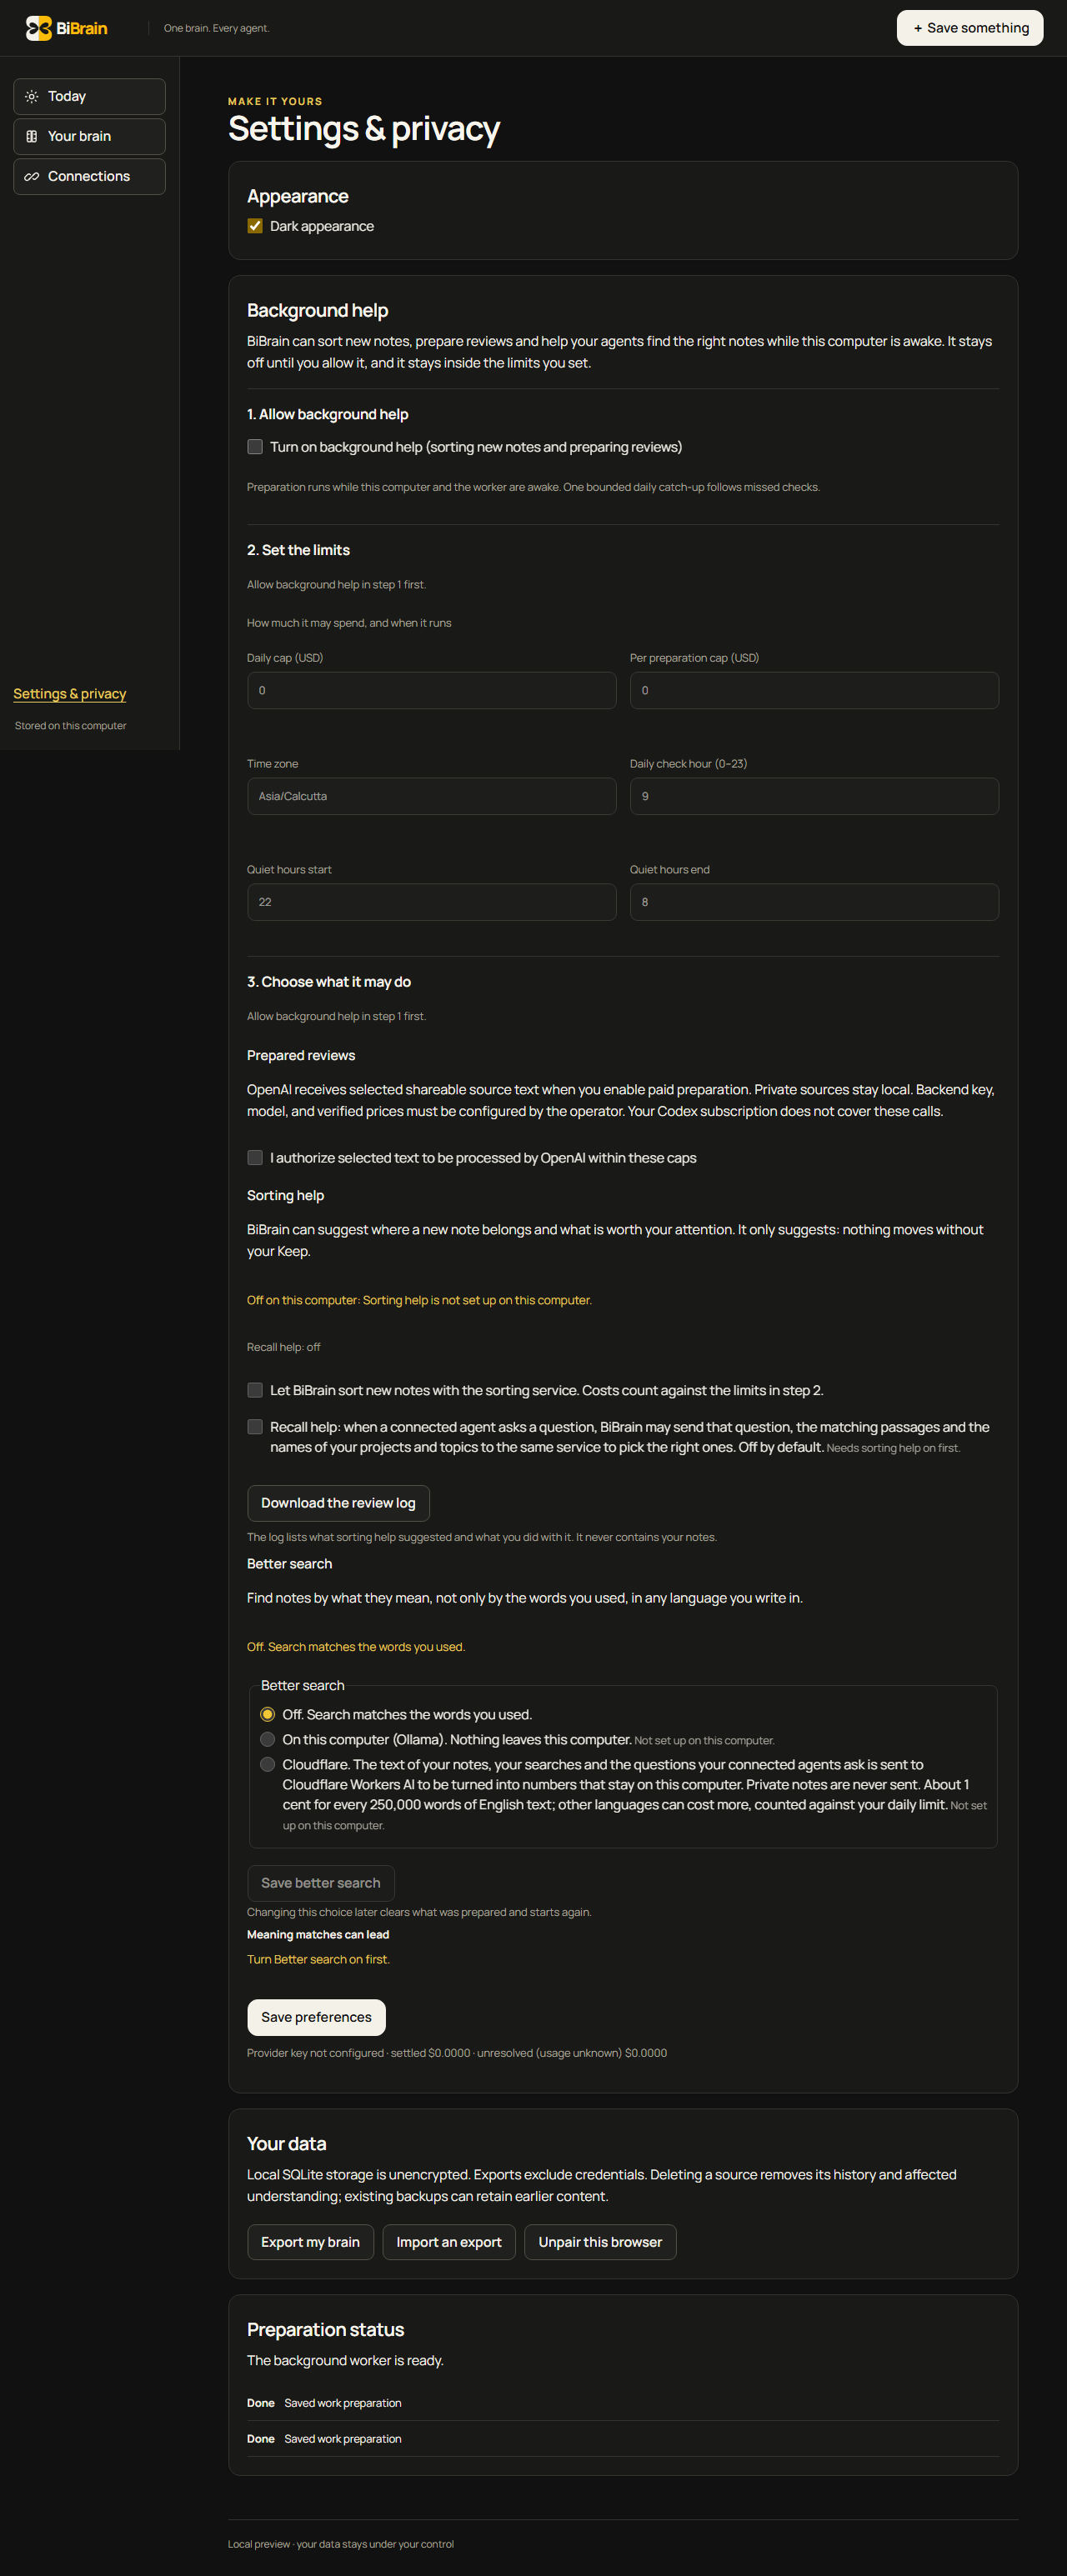 BiBrain
One brain. Every agent.
+ Save something
Today
Your brain
Connections
Settings & privacy
Stored on this computer
MAKE IT YOURS
Settings & privacy
Appearance
Dark appearance
Background help
BiBrain can sort new notes, prepare reviews and help your agents find the right notes while this computer is awake. It stays
off until you allow it, and it stays inside the limits you set.
1. Allow background help
Turn on background help (sorting new notes and preparing reviews)
Preparation runs while this computer and the worker are awake. One bounded daily catch-up follows missed checks.
2. Set the limits
Allow background help in step 1 first.
How much it may spend, and when it runs
Daily cap (USD)
Per preparation cap (USD)
0
0
Time zone
Daily check hour (0–23)
Asia/Calcutta
9
Quiet hours start
Quiet hours end
22
8
3. Choose what it may do
Allow background help in step 1 first.
Prepared reviews
OpenAI receives selected shareable source text when you enable paid preparation. Private sources stay local. Backend key,
model, and verified prices must be configured by the operator. Your Codex subscription does not cover these calls.
I authorize selected text to be processed by OpenAI within these caps
Sorting help
BiBrain can suggest where a new note belongs and what is worth your attention. It only suggests: nothing moves without
your Keep.
Off on this computer: Sorting help is not set up on this computer.
Recall help: off
Let BiBrain sort new notes with the sorting service. Costs count against the limits in step 2.
Recall help: when a connected agent asks a question, BiBrain may send that question, the matching passages and the
names of your projects and topics to the same service to pick the right ones. Off by default. Needs sorting help on first.
Download the review log
The log lists what sorting help suggested and what you did with it. It never contains your notes.
Better search
Find notes by what they mean, not only by the words you used, in any language you write in.
Off. Search matches the words you used.
Better search
Off. Search matches the words you used.
On this computer (Ollama). Nothing leaves this computer. Not set up on this computer.
Cloudflare. The text of your notes, your searches and the questions your connected agents ask is sent to
Cloudflare Workers AI to be turned into numbers that stay on this computer. Private notes are never sent. About 1
cent for every 250,000 words of English text; other languages can cost more, counted against your daily limit. Not set
up on this computer.
Save better search
Changing this choice later clears what was prepared and starts again.
Meaning matches can lead
Turn Better search on first.
Save preferences
Provider key not configured · settled $0.0000 · unresolved (usage unknown) $0.0000
Your data
Local SQLite storage is unencrypted. Exports exclude credentials. Deleting a source removes its history and affected
understanding; existing backups can retain earlier content.
Export my brain
Import an export
Unpair this browser
Preparation status
The background worker is ready.
Done Saved work preparation
Done Saved work preparation
Local preview · your data stays under your control